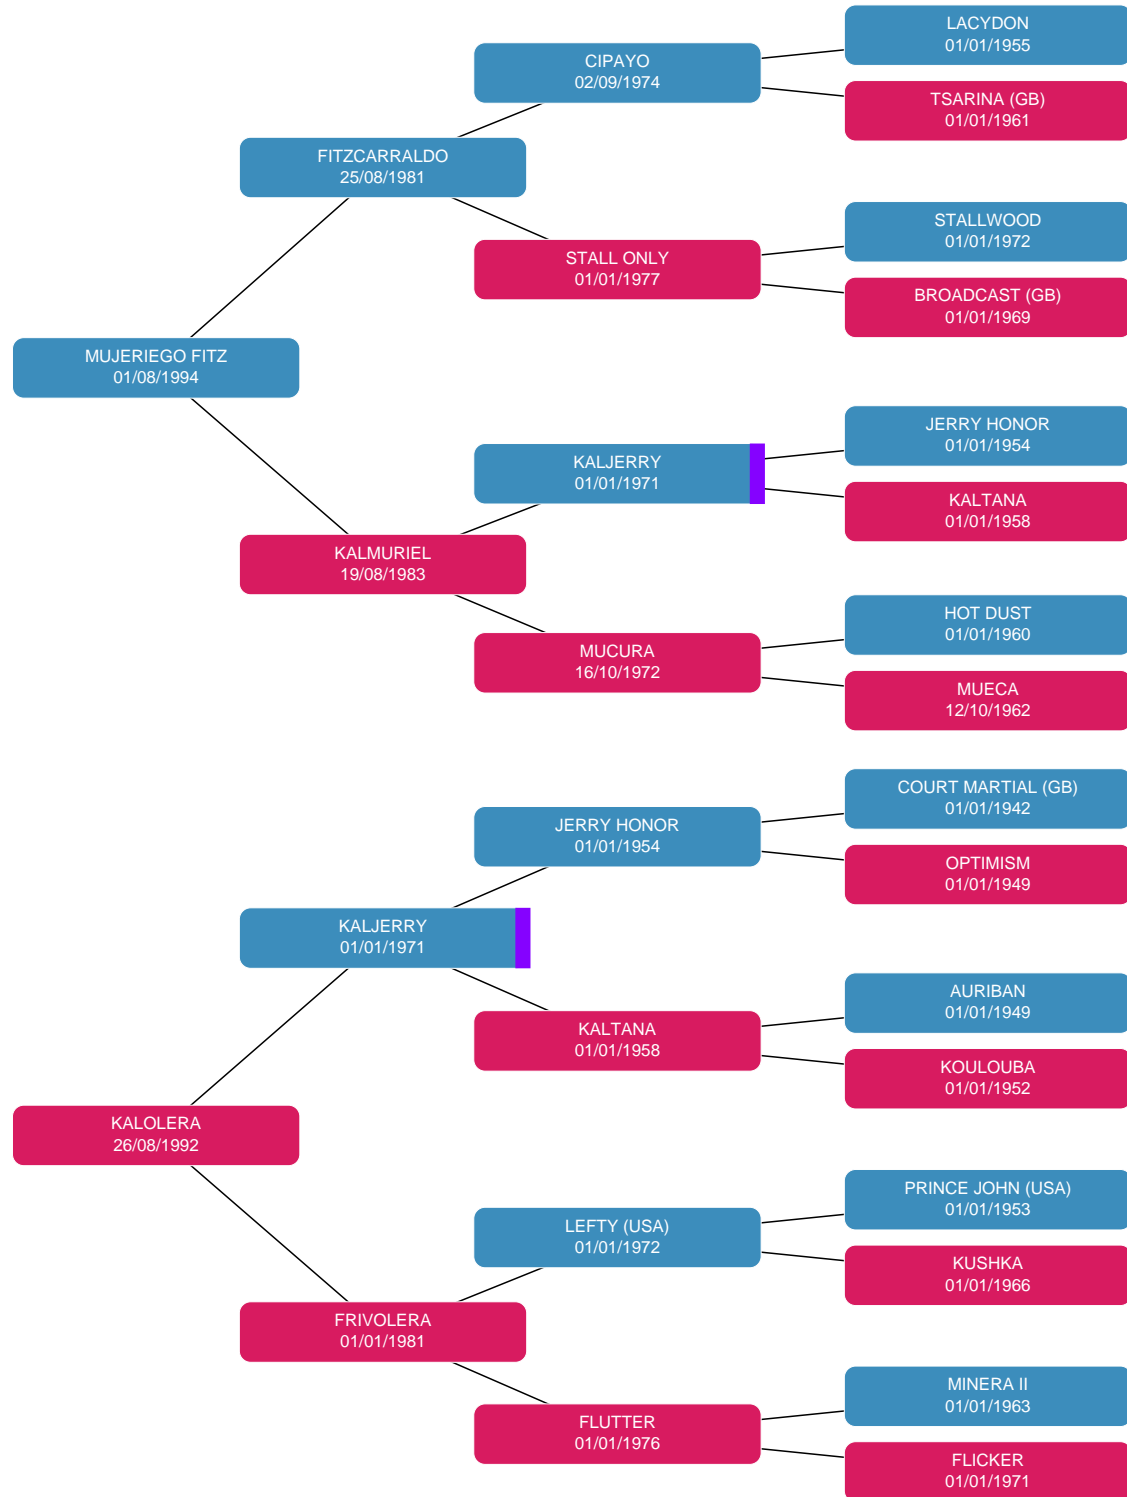 LACYDON
01/01/1955
CIPAYO
02/09/1974
TSARINA (GB)
01/01/1961
FITZCARRALDO
25/08/1981
STALLWOOD
01/01/1972
STALL ONLY
01/01/1977
BROADCAST (GB)
01/01/1969
MUJERIEGO FITZ
01/08/1994
JERRY HONOR
01/01/1954
KALJERRY
01/01/1971
KALTANA
01/01/1958
KALMURIEL
19/08/1983
HOT DUST
01/01/1960
MUCURA
16/10/1972
MUECA
12/10/1962
COURT MARTIAL (GB)
01/01/1942
JERRY HONOR
01/01/1954
OPTIMISM
01/01/1949
KALJERRY
01/01/1971
AURIBAN
01/01/1949
KALTANA
01/01/1958
KOULOUBA
01/01/1952
KALOLERA
26/08/1992
PRINCE JOHN (USA)
01/01/1953
LEFTY (USA)
01/01/1972
KUSHKA
01/01/1966
FRIVOLERA
01/01/1981
MINERA II
01/01/1963
FLUTTER
01/01/1976
FLICKER
01/01/1971